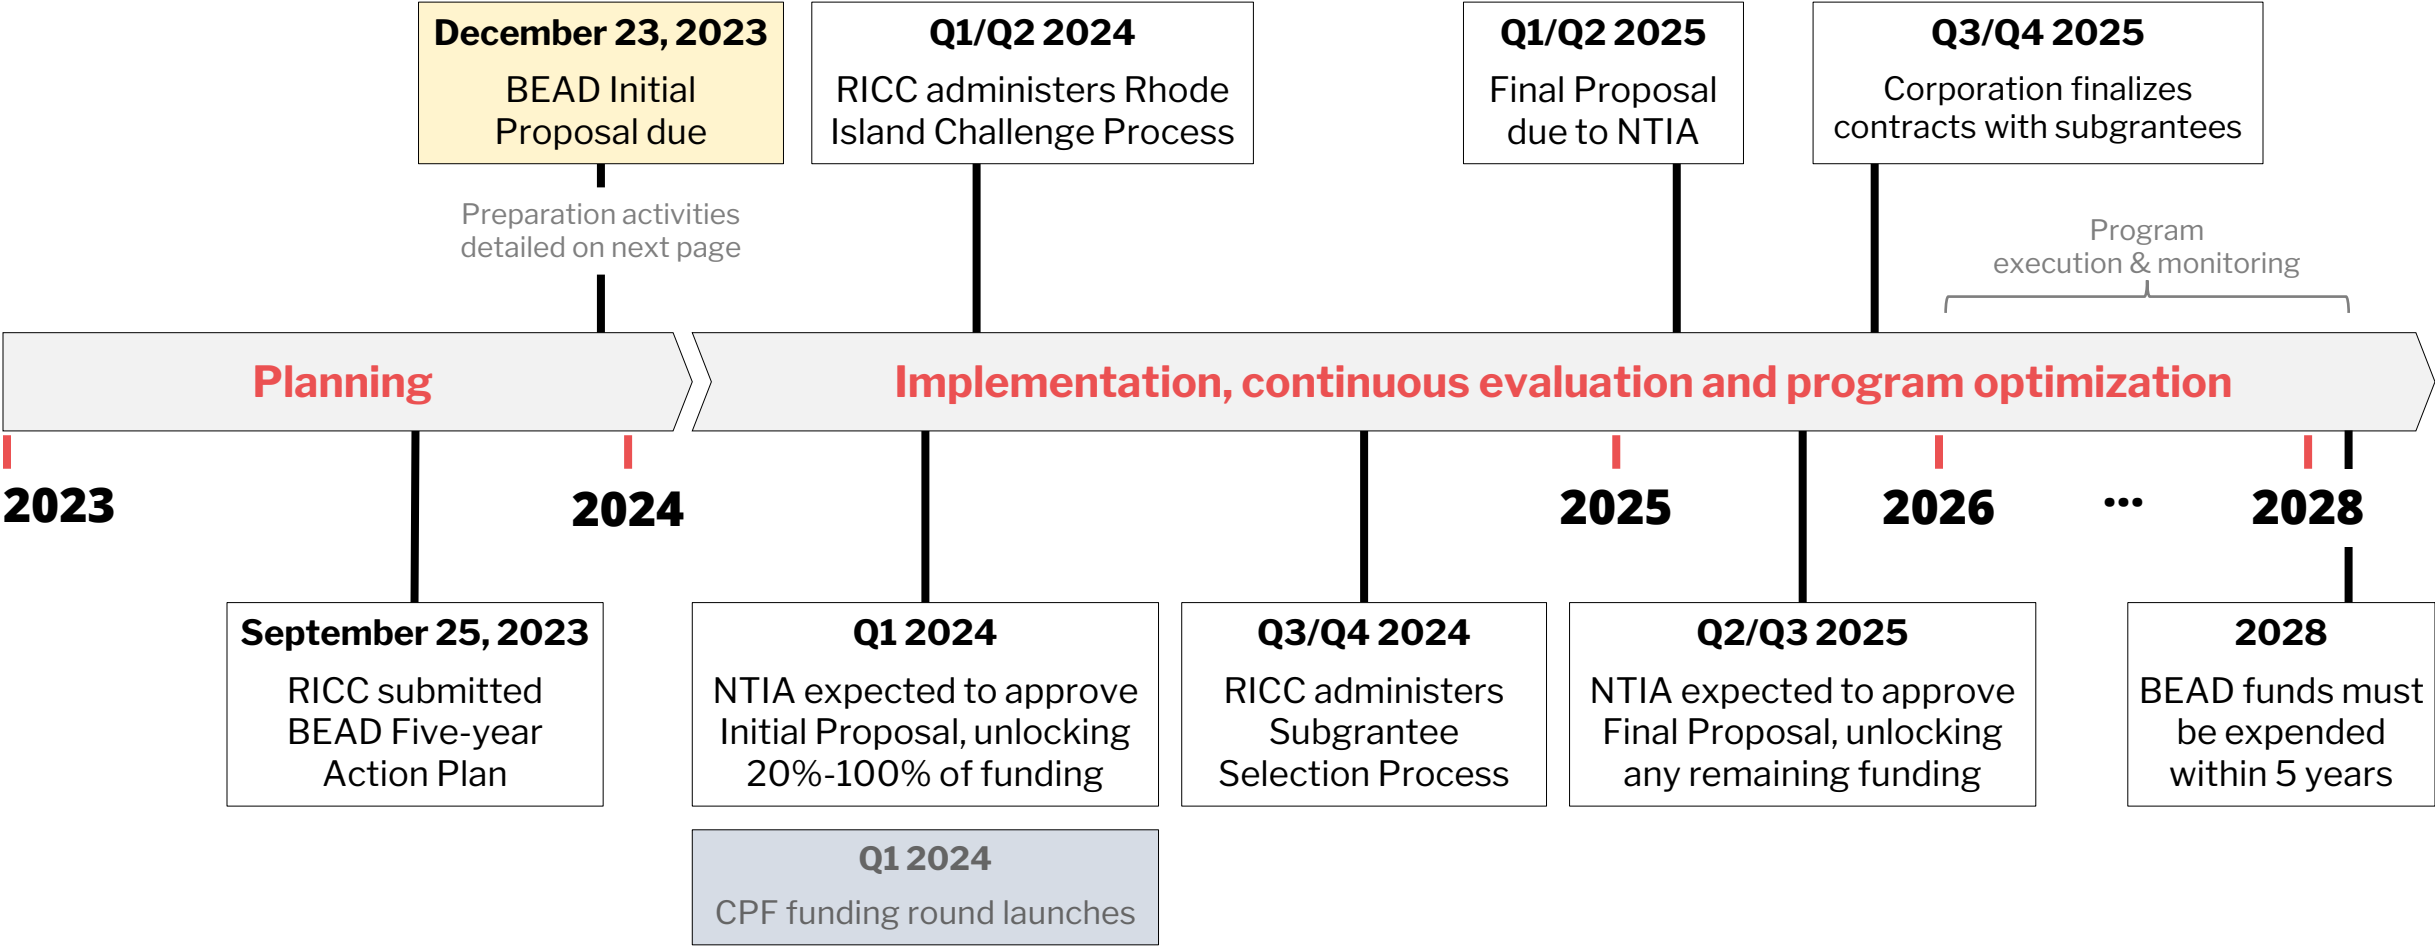 December 23, 2023
BEAD Initial
Proposal due
Q1/Q2 2024
RICC administers Rhode
Island Challenge Process
Q1/Q2 2025
Final Proposal
due to NTIA
Q3/Q4 2025
Corporation finalizes
contracts with subgrantees
Preparation activities
detailed on next page
Program
execution & monitoring
Planning
Implementation, continuous evaluation and program optimization
2023
2024
2025
2026
...
2028
September 25, 2023
RICC submitted
BEAD Five-year
Action Plan
Q1 2024
NTIA expected to approve
Initial Proposal, unlocking
20%-100% of funding
Q3/Q4 2024
RICC administers
Subgrantee
Selection Process
Q2/Q3 2025
NTIA expected to approve
Final Proposal, unlocking
any remaining funding
2028
BEAD funds must
be expended
within 5 years
Q1 2024
CPF funding round launches